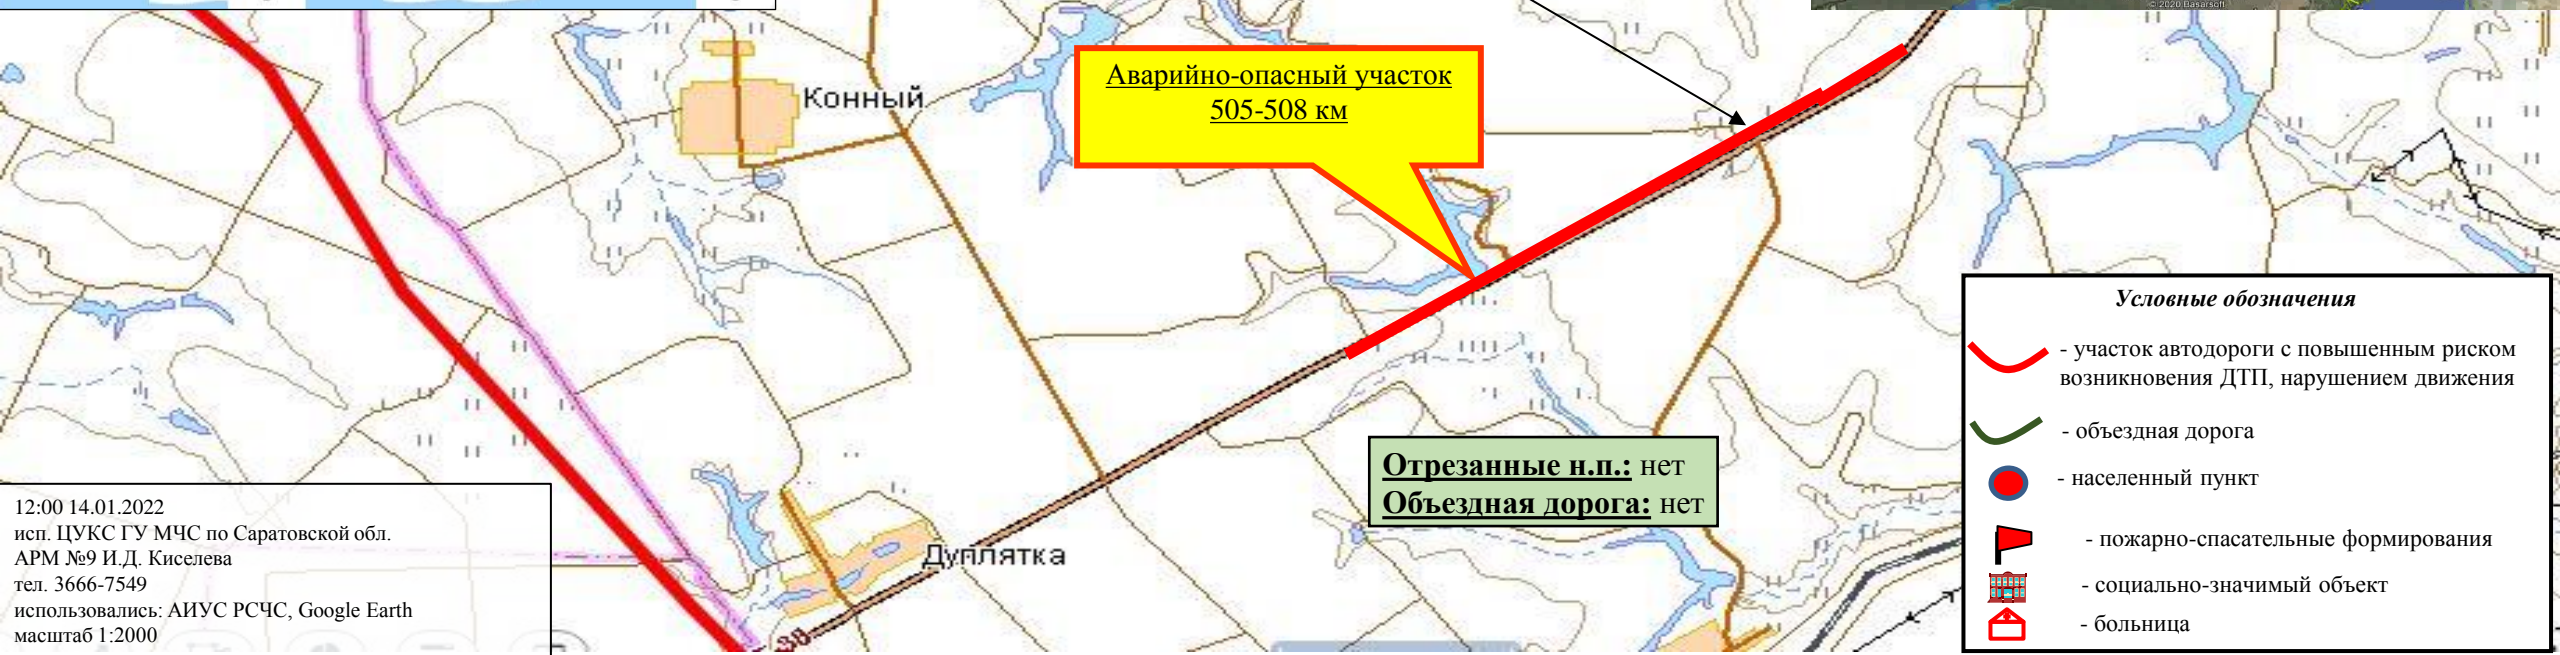 © 2020 Basarsoft
Конный
Аварийно-опасный участок
505-508 км
Условные обозначения
- участок автодороги с повышенным риском
возникновения ДТП, нарушением движения
- объездная дорога
- населенный пункт
- пожарно-спасательные формирования
- социально-значимый объект
- больница
Отрезанные н.п.: нет
Объездная дорога: нет
Дуплятка
12:00 14.01.2022
исп. ЦУКС ГУ МЧС по Саратовской обл.
АРМ №9 И.Д. Киселева
тел. 3666-7549
использовались: АИУС РСЧС, Google Earth
масштаб 1:2000